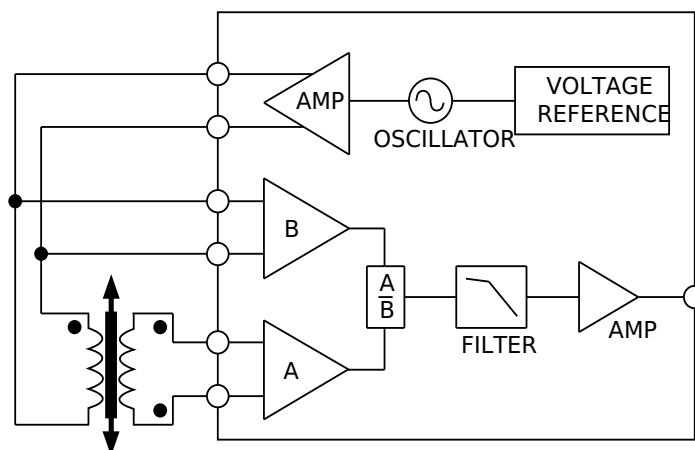 AMP
VOLTAGE
REFERENCE
OSCILLATOR
B
A
B
A
FILTER
AMP